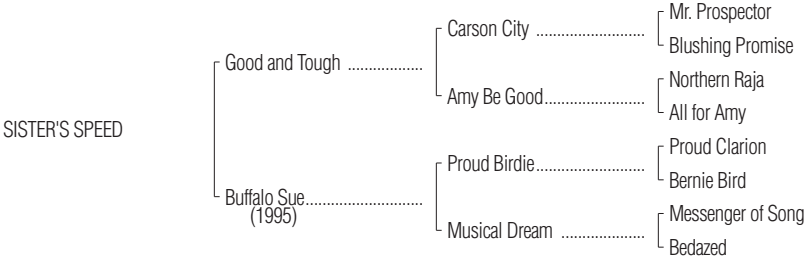 Mr. Prospector
Carson City ..........................
Blushing Promise
Good and Tough ..................
Northern Raja
Amy Be Good........................
All for Amy
SISTER'S SPEED
Proud Clarion
Proud Birdie..........................
Bernie Bird
Buffalo Sue............................
(1995)
Messenger of Song
Musical Dream ....................
Bedazed